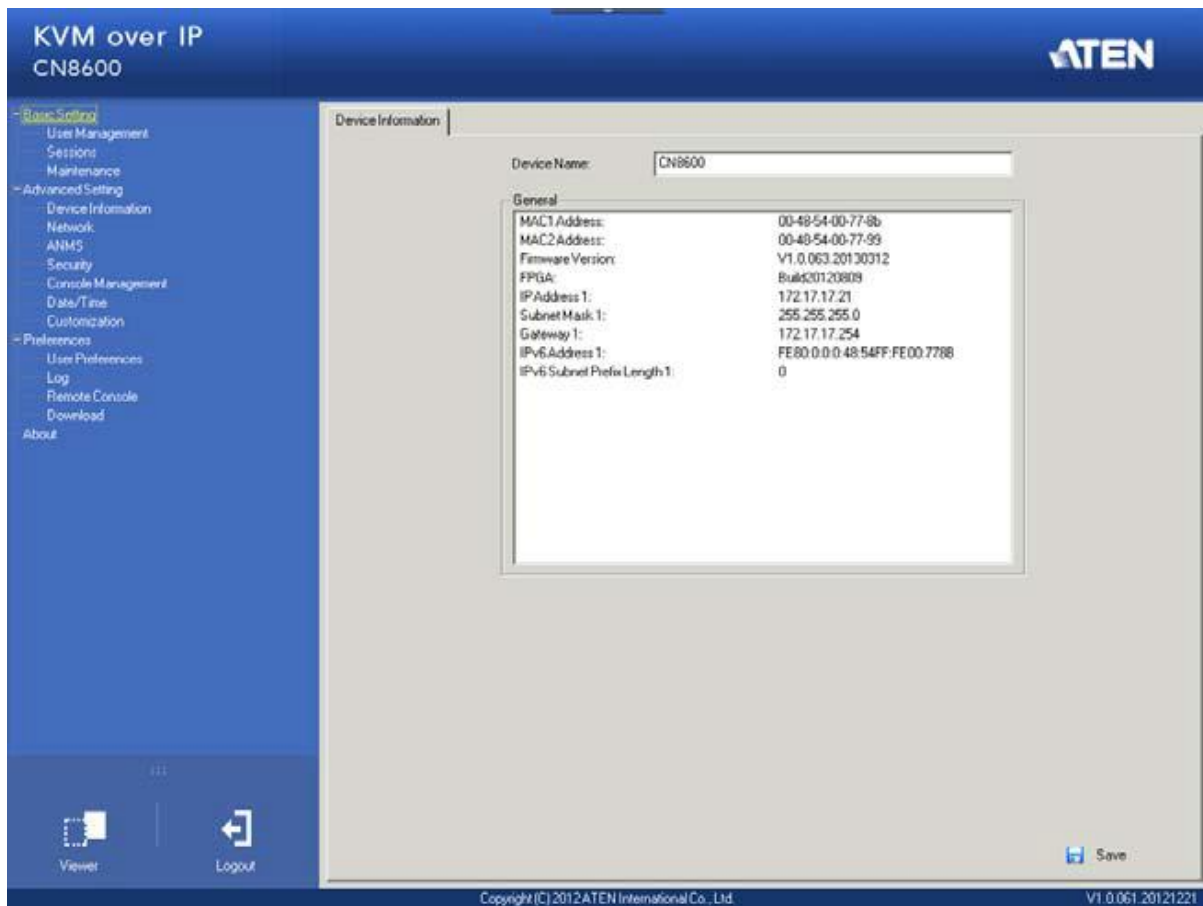 KVM over IP
CN8600
ATEN
Basic Setting
User Management
Sessions
Maintenance
Advanced Setting
Device Information
Network
ANMS
Security
Console Management
Date/Time
Customization
Preferences
User Preferences
Log
Remote Console
Download
About
Viewer
Logout
Device Information
Device Name: CN8600
General
MAC1 Address: 00-48-54-00-77-8b
MAC2 Address: 00-48-54-00-77-99
Firmware Version: V1.0.063.20130312
FPGA: Build20120809
IP Address 1: 172.17.17.21
Subnet Mask 1: 255.255.255.0
Gateway 1: 172.17.17.254
IPv6 Address 1: FE80:0:0:0:48:54FF:FE00:778B
IPv6 Subnet Prefix Length 1: 0
Save
Copyright (C) 2012 ATEN International Co., Ltd.
V1.0.061.20121221